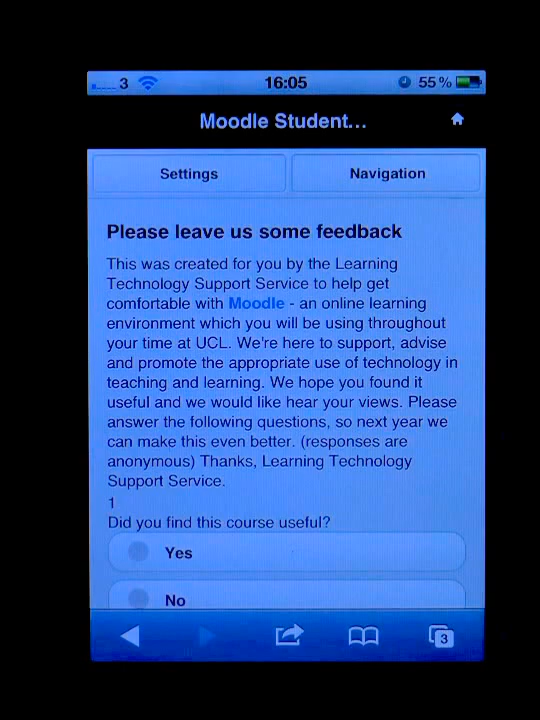 3 16:05 55%
Moodle Student...
Settings Navigation
Please leave us some feedback
This was created for you by the Learning
Technology Support Service to help get
comfortable with Moodle - an online learning
environment which you will be using throughout
your time at UCL. We're here to support, advise
and promote the appropriate use of technology in
teaching and learning. We hope you found it
useful and we would like hear your views. Please
answer the following questions, so next year we
can make this even better. (responses are
anonymous) Thanks, Learning Technology
Support Service.
1
Did you find this course useful?
Yes
No
3